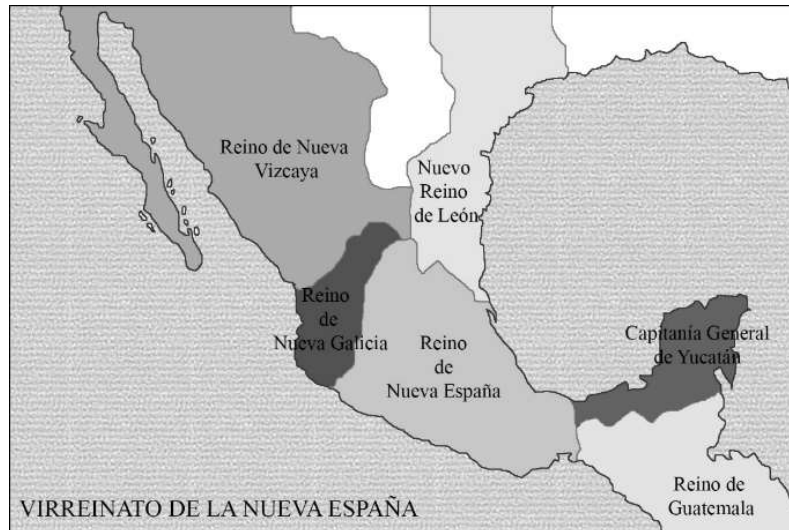 Reino de Nueva
Vizcaya
Nuevo
Reino
de León
Reino
de
Nueva Galicia
Reino
de
Nueva España
Capitanía General
de Yucatán
Reino de
Guatemala
VIRREINATO DE LA NUEVA ESPAÑA